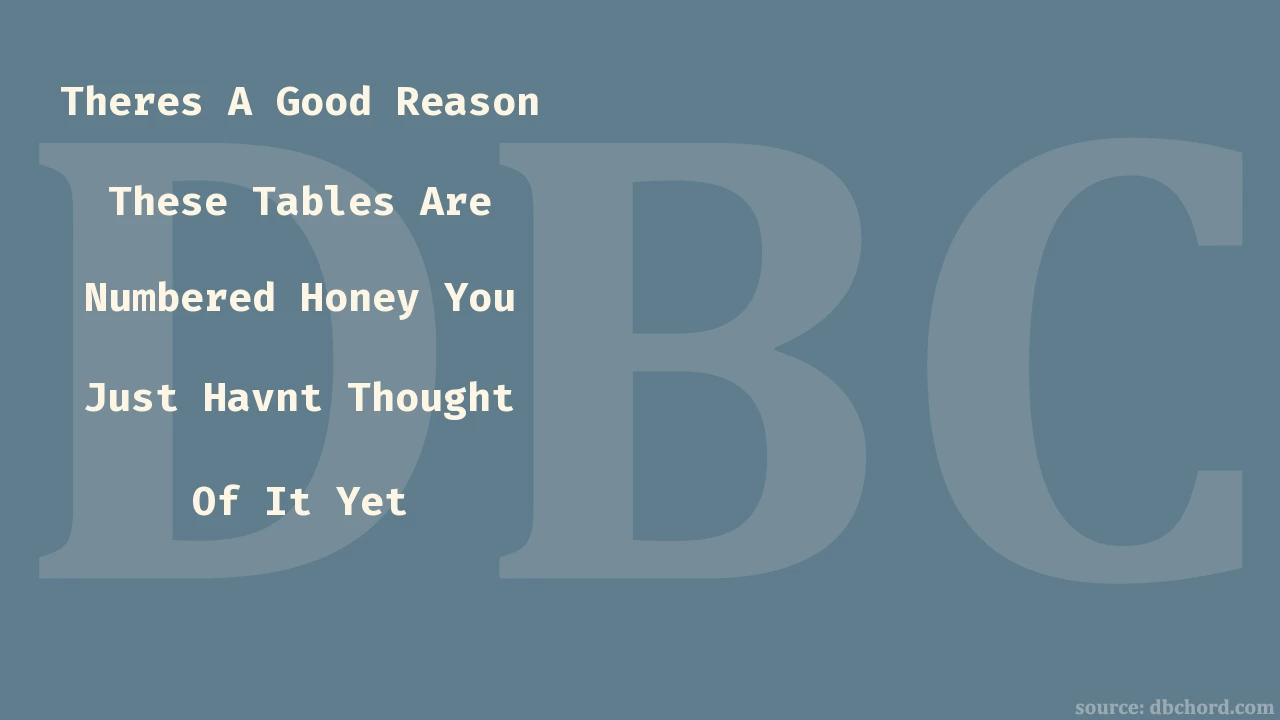 Theres A Good Reason
These Tables Are
Numbered Honey You
Just Havnt Thought
Of It Yet
DBC
source: dbchord.com